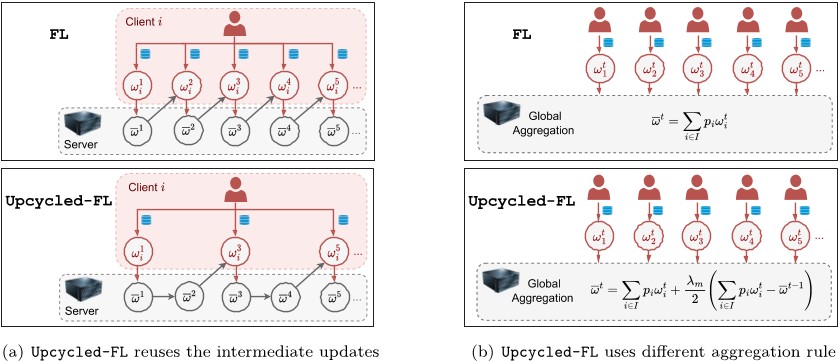 FL
Client i
ω_i^1 ω_i^2 ω_i^3 ω_i^4 ω_i^5 ...
Server
ω̅^1 ω̅^2 ω̅^3 ω̅^4 ω̅^5 ...
Upcycled-FL
Client i
ω_i^1 ω_i^3 ω_i^5 ...
Server
ω̅^1 ω̅^2 ω̅^3 ω̅^4 ω̅^5 ...
(a) Upcycled-FL reuses the intermediate updates
FL
ω_1^t ω_2^t ω_3^t ω_4^t ω_5^t ...
Global
Aggregation
ω̅^t = ∑_{i∈I} p_i ω_i^t
Upcycled-FL
ω_1^t ω_2^t ω_3^t ω_4^t ω_5^t ...
Global
Aggregation
ω̅^t = ∑_{i∈I} p_i ω_i^t + λ_m/2 (∑_{i∈I} p_i ω_i^t − ω̅^{t−1})
(b) Upcycled-FL uses different aggregation rule